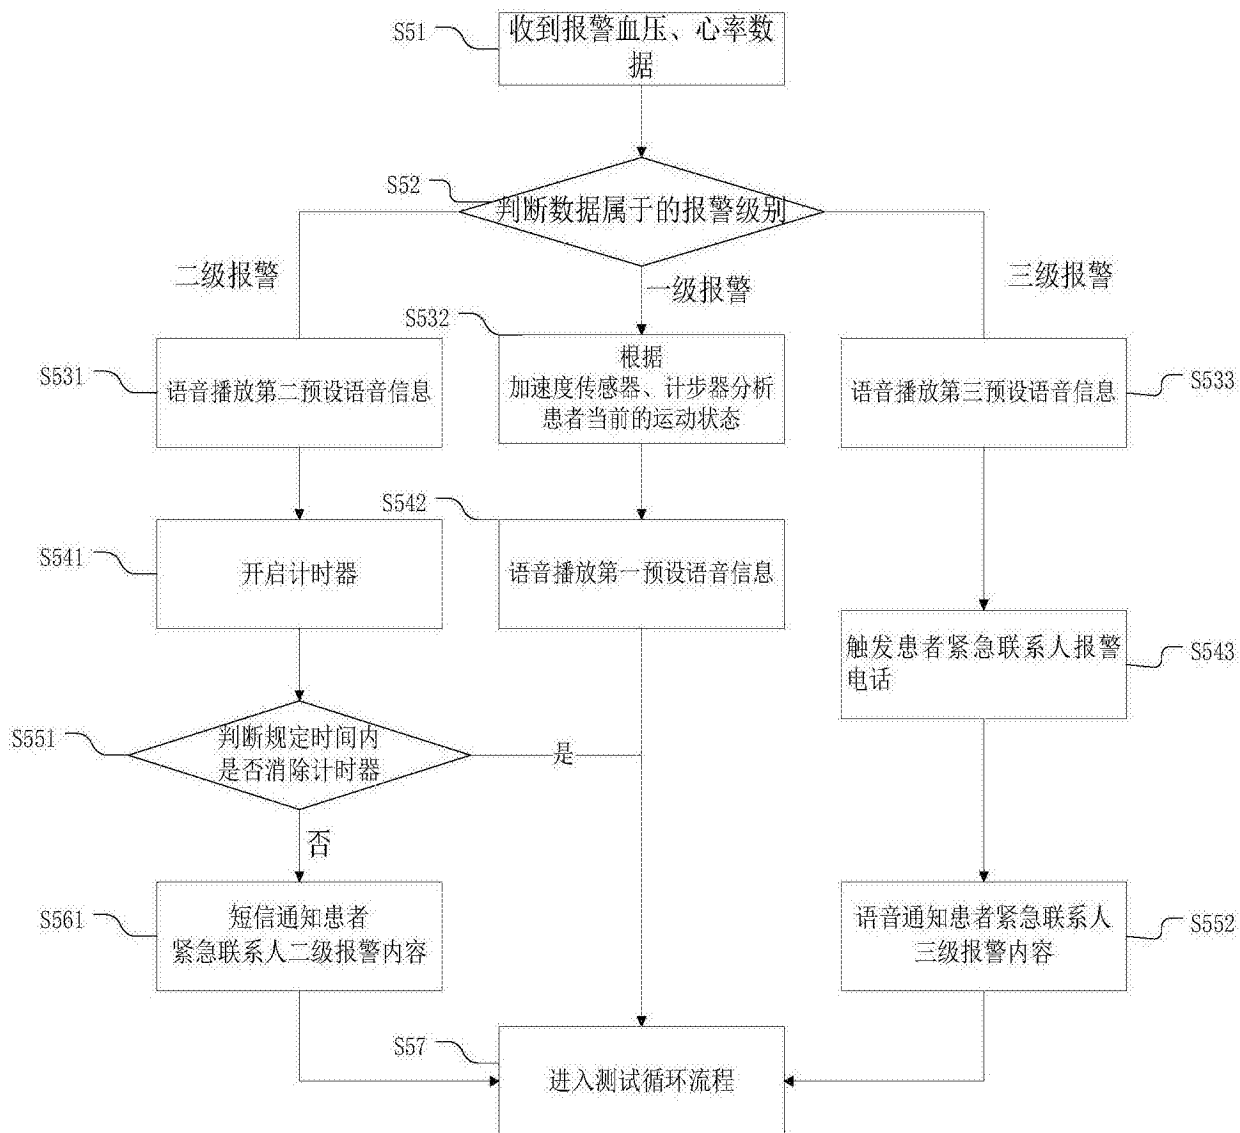 S51
收到报警血压、心率数
据
S52
判断数据属于的报警级别
二级报警
一级报警
三级报警
S531
语音播放第二预设语音信息
S532
根据
加速度传感器、计步器分析
患者当前的运动状态
S533
语音播放第三预设语音信息
S541
开启计时器
S542
语音播放第一预设语音信息
S543
触发患者紧急联系人报警
电话
S551
判断规定时间内
是否消除计时器
是
否
S561
短信通知患者
紧急联系人二级报警内容
S552
语音通知患者紧急联系人
三级报警内容
S57
进入测试循环流程